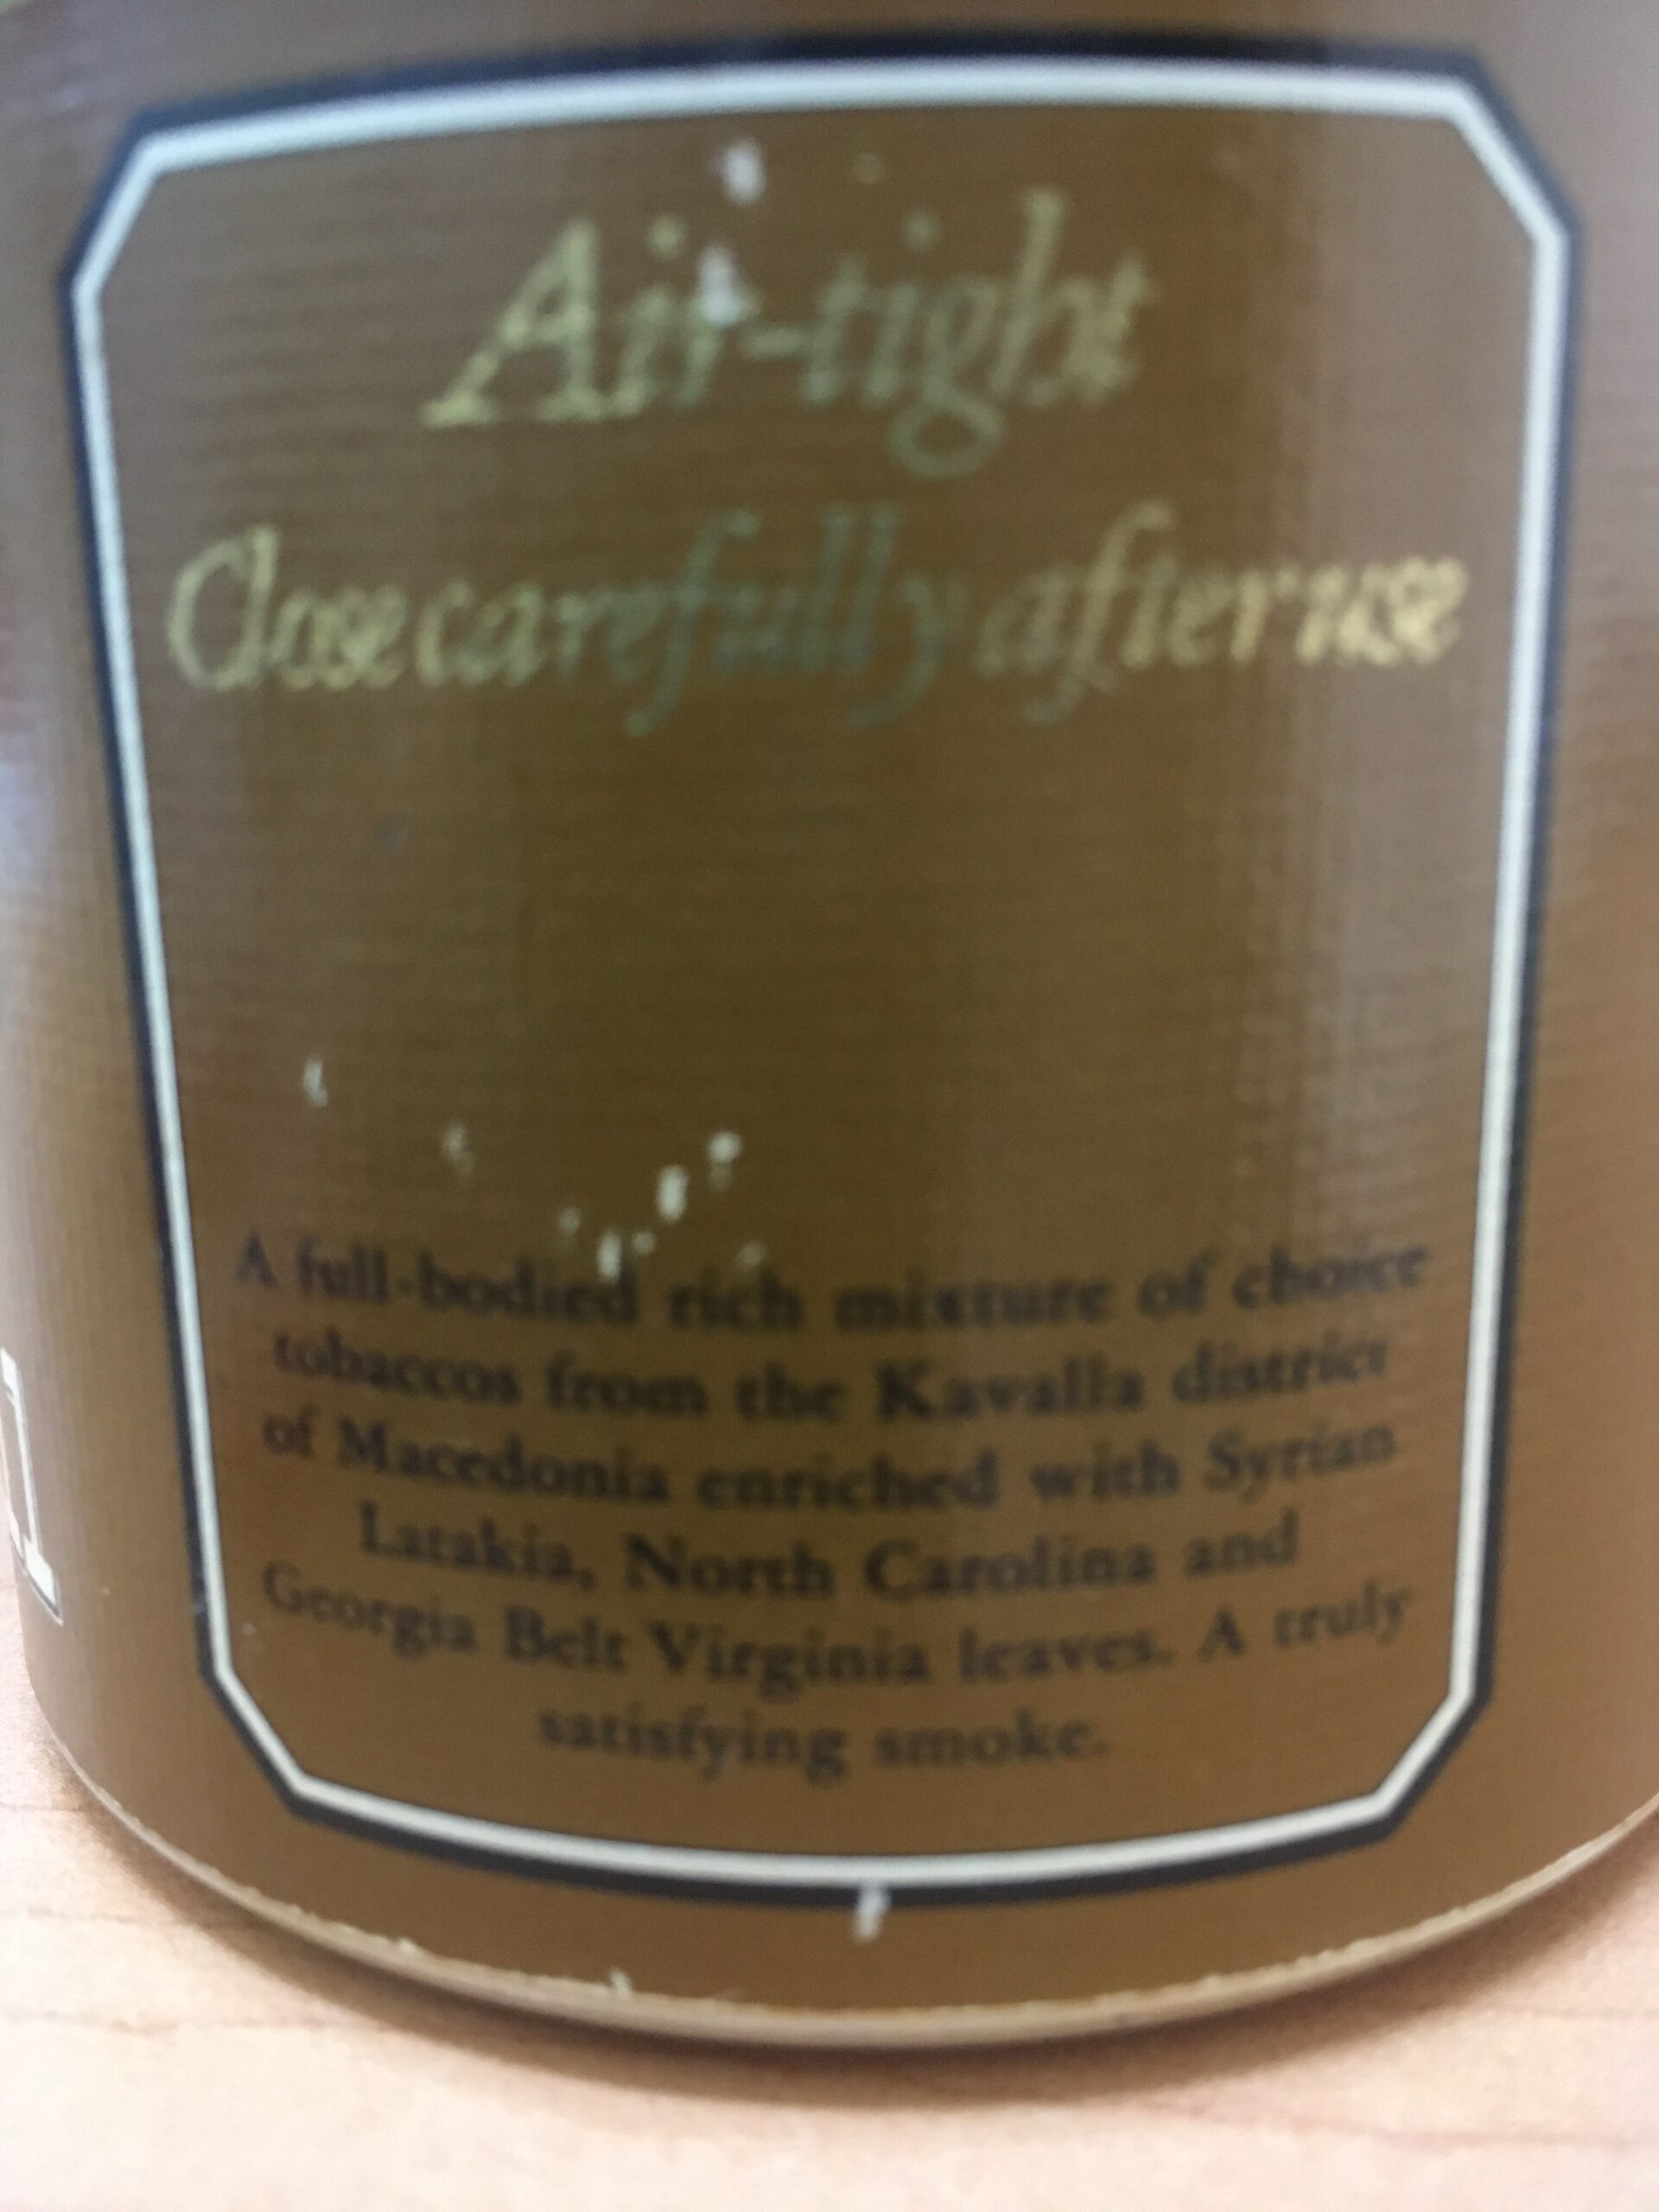 Air-tight
Close carefully after use
A full-bodied rich mixture of choice
tobaccos from the Kavalla district
of Macedonia enriched with Syrian
Latakia, North Carolina and
Georgia Belt Virginia leaves. A truly
satisfying smoke.